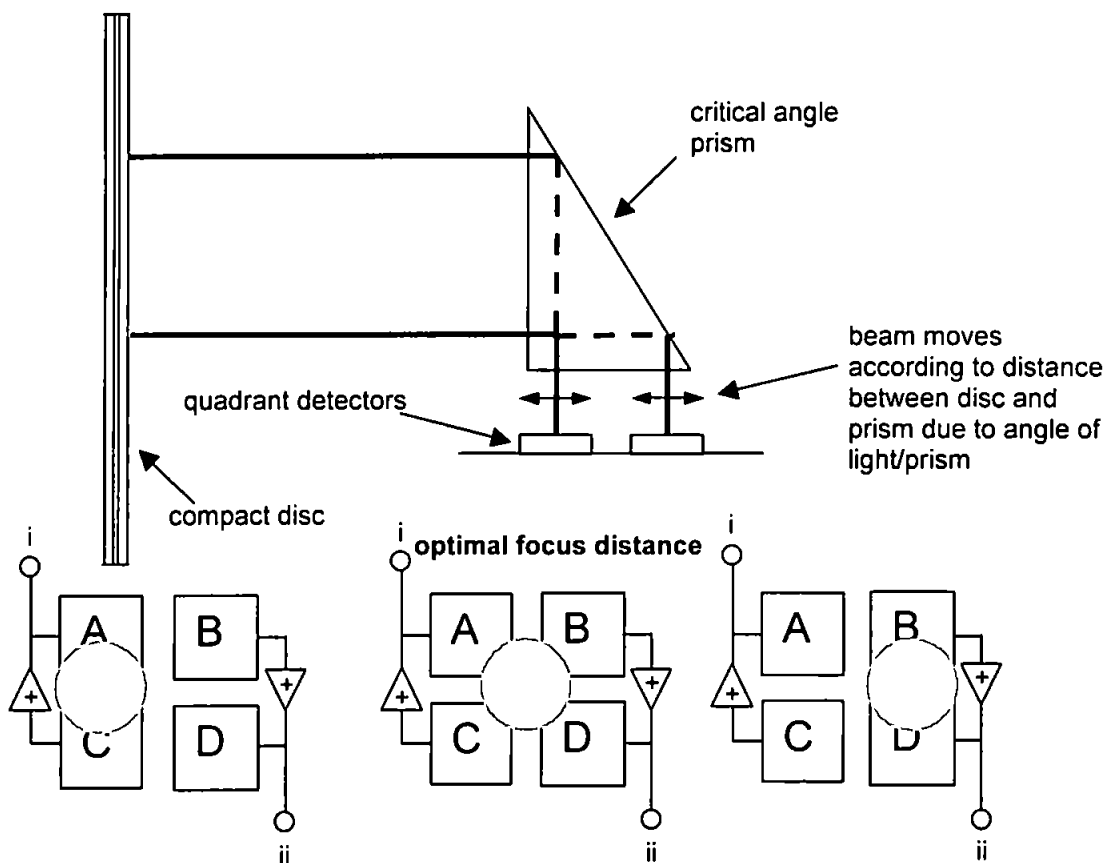 critical angle
prism
beam moves
according to distance
between disc and
prism due to angle of
light/prism
quadrant detectors
compact disc
i
i optimal focus distance
i
A B
A B
A B
+ +
+ +
+ +
C D
C D
C D
ii
ii
ii